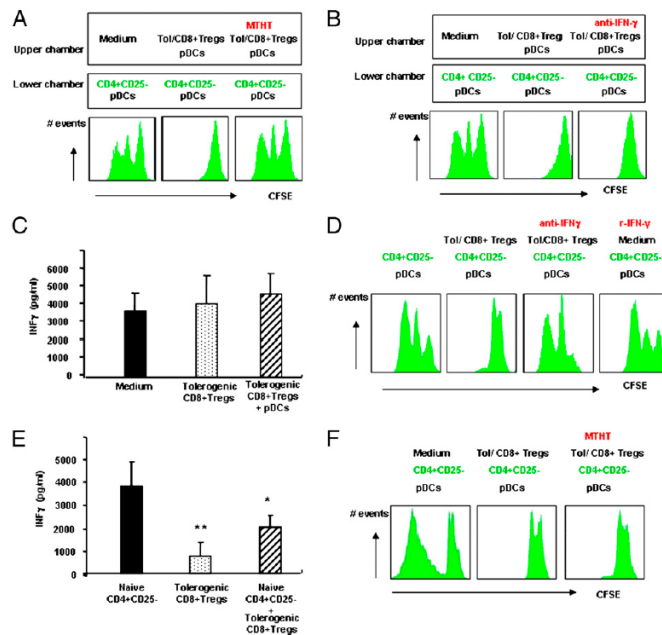 A
MTHT
Upper chamber
Medium
Tol/CD8+Tregs
Tol/CD8+Tregs
pDCs
pDCs
Lower chamber
CD4+CD25-
CD4+CD25-
CD4+CD25-
pDCs
pDCs
pDCs
# events
CFSE
B
anti-IFN-γ
Upper chamber
Medium
Tol/ CD8+Treg
Tol/ CD8+Tregs
pDCs
pDCs
Lower chamber
CD4+ CD25-
CD4+CD25-
CD4+CD25-
pDCs
pDCs
pDCs
# events
CFSE
C
INFγ (pg/ml)
6000
5000
4000
3000
2000
1000
0
Medium
Tolerogenic
CD8+Tregs
Tolerogenic
CD8+Tregs
+ pDCs
D
anti-IFNγ
r-IFN-γ
Tol/ CD8+ Tregs
Tol/CD8+ Tregs
Medium
CD4+CD25-
CD4+CD25-
CD4+CD25-
CD4+CD25-
pDCs
pDCs
pDCs
pDCs
# events
CFSE
E
INFγ (pg/ml)
5000
4000
3000
2000
1000
0
**
*
Naive
CD4+CD25-
Tolerogenic
CD8+Tregs
Naive
CD4+CD25-
+
Tolerogenic
CD8+Tregs
F
MTHT
Medium
Tol/ CD8+ Tregs
Tol/ CD8+ Tregs
CD4+CD25-
CD4+CD25-
CD4+CD25-
pDCs
pDCs
pDCs
# events
CFSE